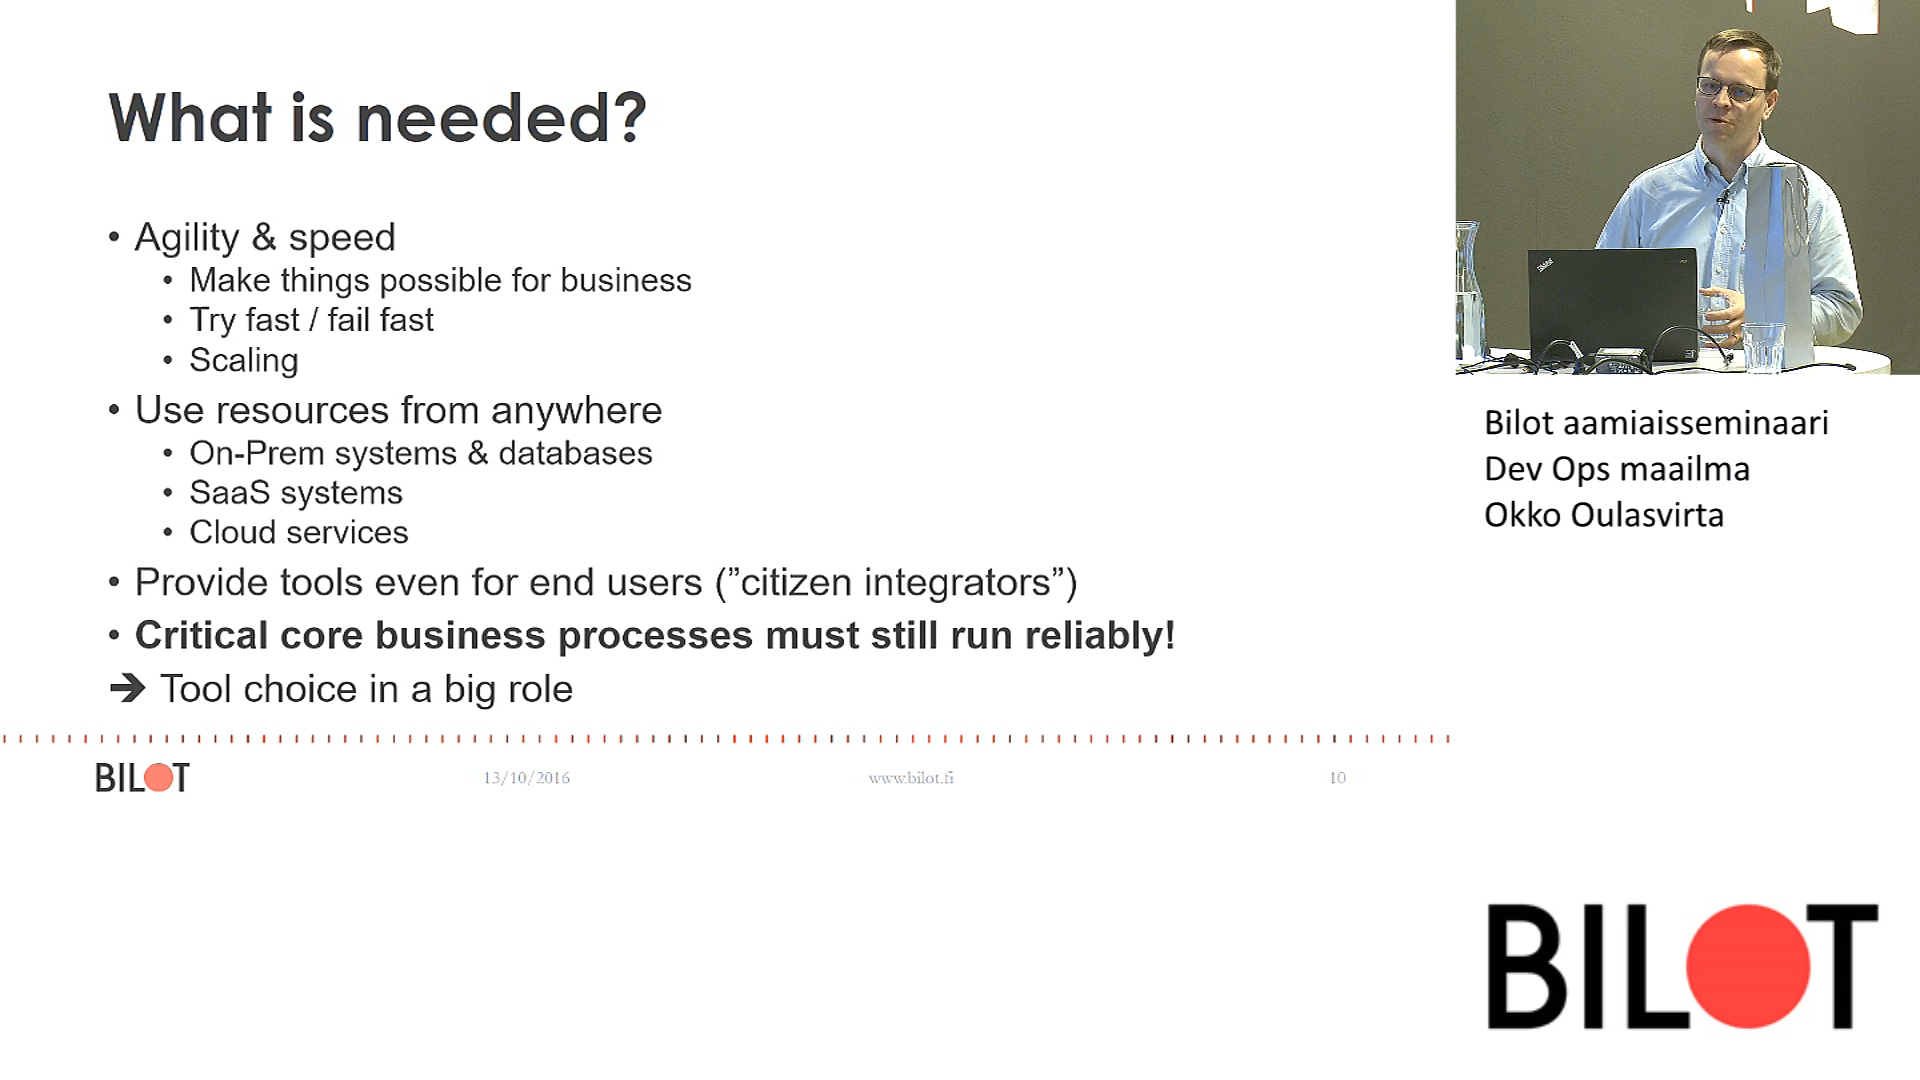 What is needed?
• Agility & speed
• Make things possible for business
• Try fast / fail fast
• Scaling
• Use resources from anywhere
• On-Prem systems & databases
• SaaS systems
• Cloud services
• Provide tools even for end users (”citizen integrators”)
• Critical core business processes must still run reliably!
➔ Tool choice in a big role
BILOT
13/10/2016
www.bilot.fi
10
Bilot aamiaisseminaari
Dev Ops maailma
Okko Oulasvirta
BILOT